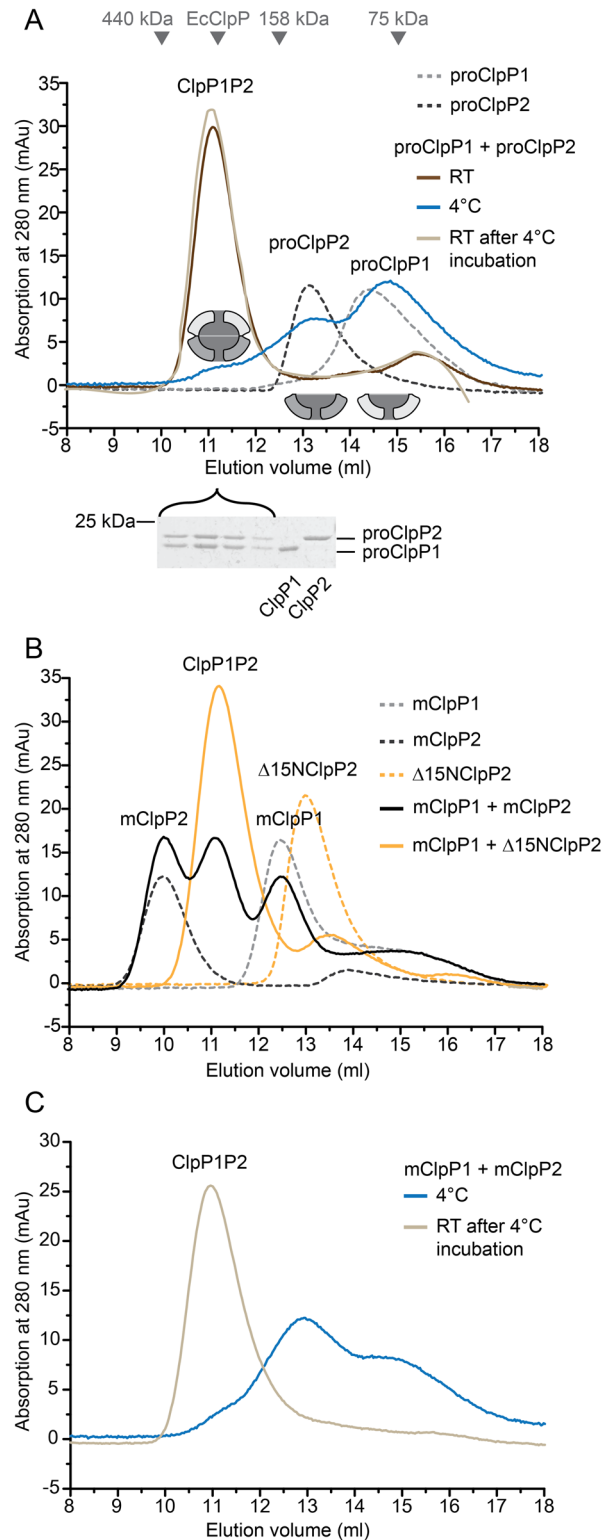 A
440 kDa EcClpP 158 kDa 75 kDa
ClpP1P2
proClpP1
proClpP2
proClpP1 + proClpP2
RT
4°C
RT after 4°C
incubation
proClpP2
proClpP1
Absorption at 280 nm (mAu)
35
30
25
20
15
10
5
0
-5
8 9 10 11 12 13 14 15 16 17 18
Elution volume (ml)
25 kDa
proClpP2
proClpP1
ClpP1
ClpP2
B
ClpP1P2
mClpP1
mClpP2
Δ15NClpP2
mClpP1 + mClpP2
mClpP1 + Δ15NClpP2
Δ15NClpP2
mClpP2
mClpP1
Absorption at 280 nm (mAu)
35
30
25
20
15
10
5
0
-5
8 9 10 11 12 13 14 15 16 17 18
Elution volume (ml)
C
ClpP1P2
mClpP1 + mClpP2
4°C
RT after 4°C
incubation
Absorption at 280 nm (mAu)
30
25
20
15
10
5
0
-5
8 9 10 11 12 13 14 15 16 17 18
Elution volume (ml)